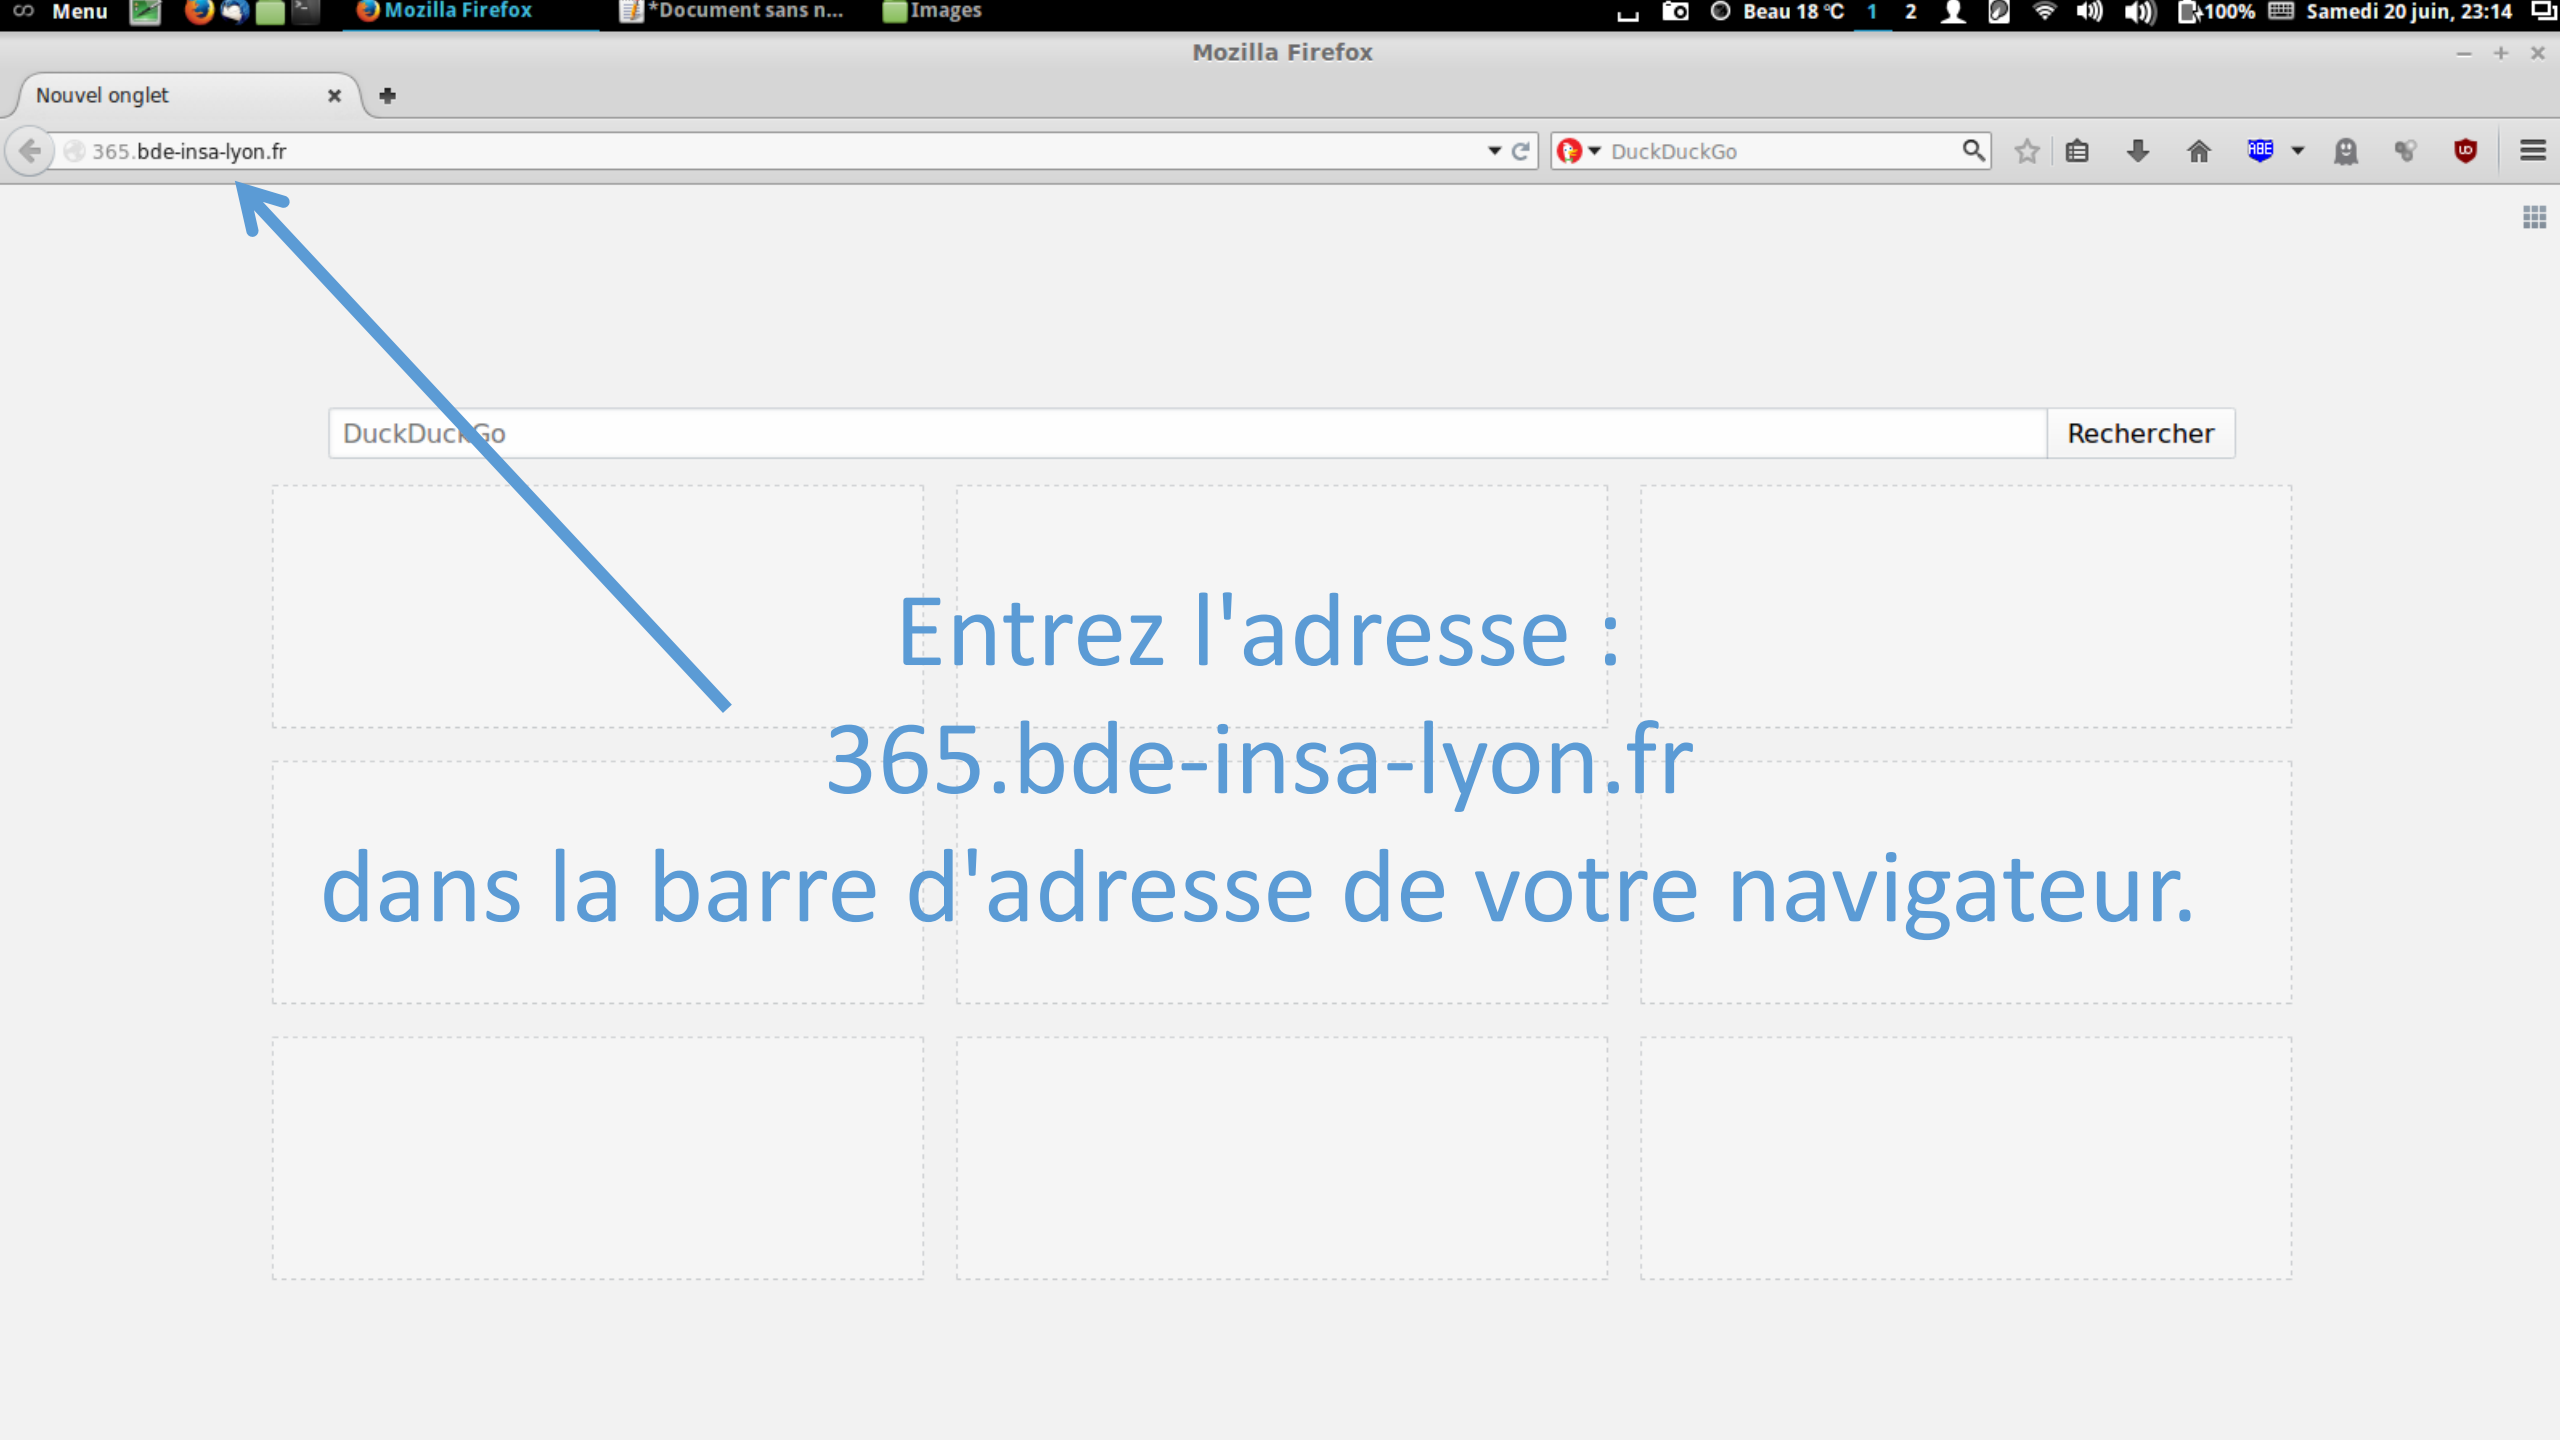 Menu
Mozilla Firefox
*Document sans n...
Images
Beau 18 °C
1
2
100%
Samedi 20 juin, 23:14
Mozilla Firefox
Nouvel onglet
365.bde-insa-lyon.fr
DuckDuckGo
ABE
DuckDuckGo
Rechercher
Entrez l'adresse :
365.bde-insa-lyon.fr
dans la barre d'adresse de votre navigateur.